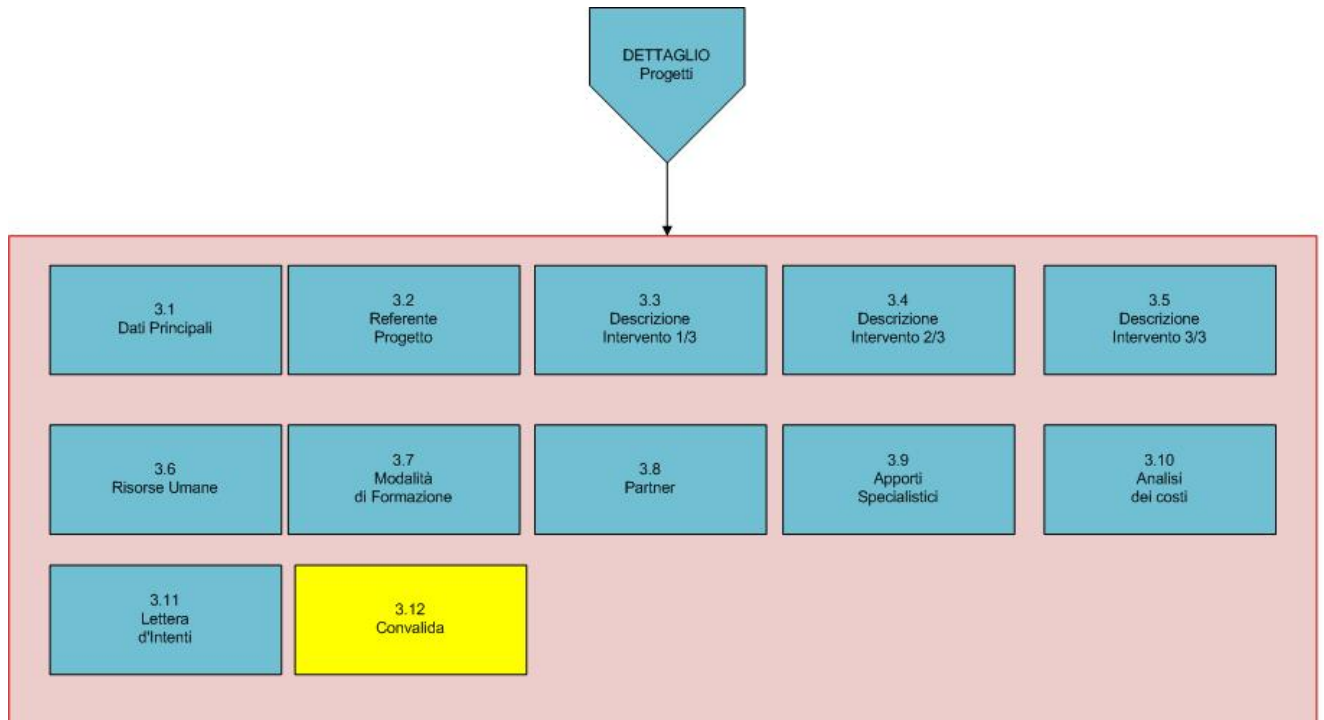 DETTAGLIO
Progetti
3.1
Dati Principali
3.2
Referente
Progetto
3.3
Descrizione
Intervento 1/3
3.4
Descrizione
Intervento 2/3
3.5
Descrizione
Intervento 3/3
3.6
Risorse Umane
3.7
Modalità
di Formazione
3.8
Partner
3.9
Apporti
Specialistici
3.10
Analisi
dei costi
3.11
Lettera
d'Intenti
3.12
Convalida